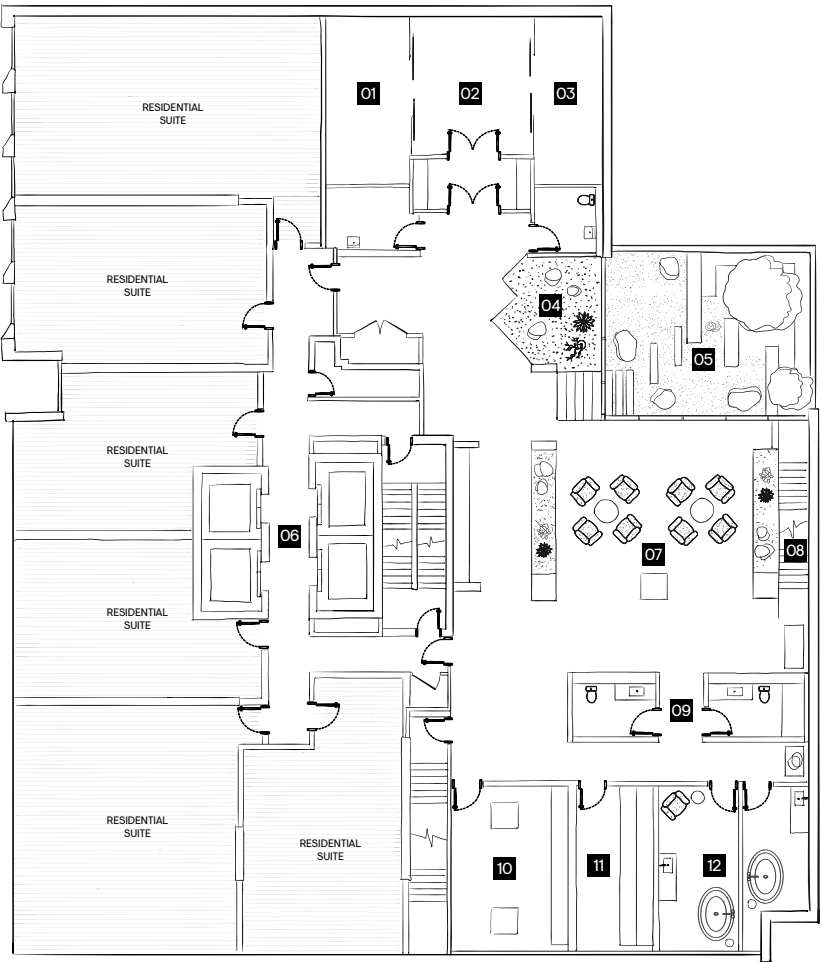 01
02
03
RESIDENTIAL
SUITE
04
RESIDENTIAL
SUITE
05
RESIDENTIAL
SUITE
06
07
08
RESIDENTIAL
SUITE
09
RESIDENTIAL
SUITE
RESIDENTIAL
SUITE
10
11
12